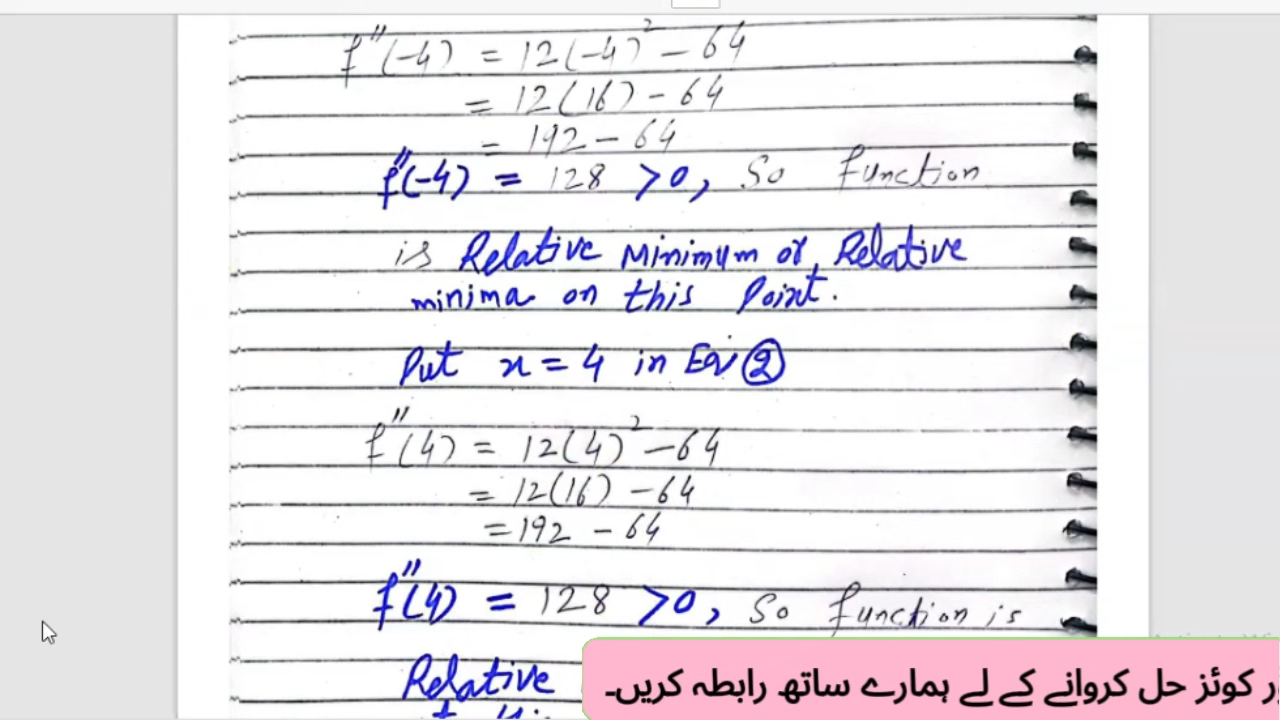 f''(-4) = 12(-4)² - 64
= 12(16) - 64
= 192 - 64
f''(-4) = 128 >0, So function
is Relative Minimum or Relative
minima on this Point.
Put x = 4 in Eq ②
f''(4) = 12(4)² - 64
= 12(16) - 64
= 192 - 64
f''(4) = 128 >0, So function is
Relative
کوئز حل کروانے کے لے ہمارے ساتھ رابطہ کریں۔